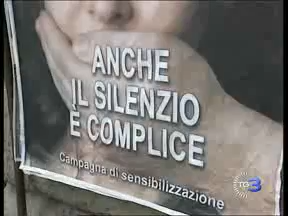 ANCHE
IL SILENZIO
È COMPLICE
Campagna di sensibilizzazione
TG3